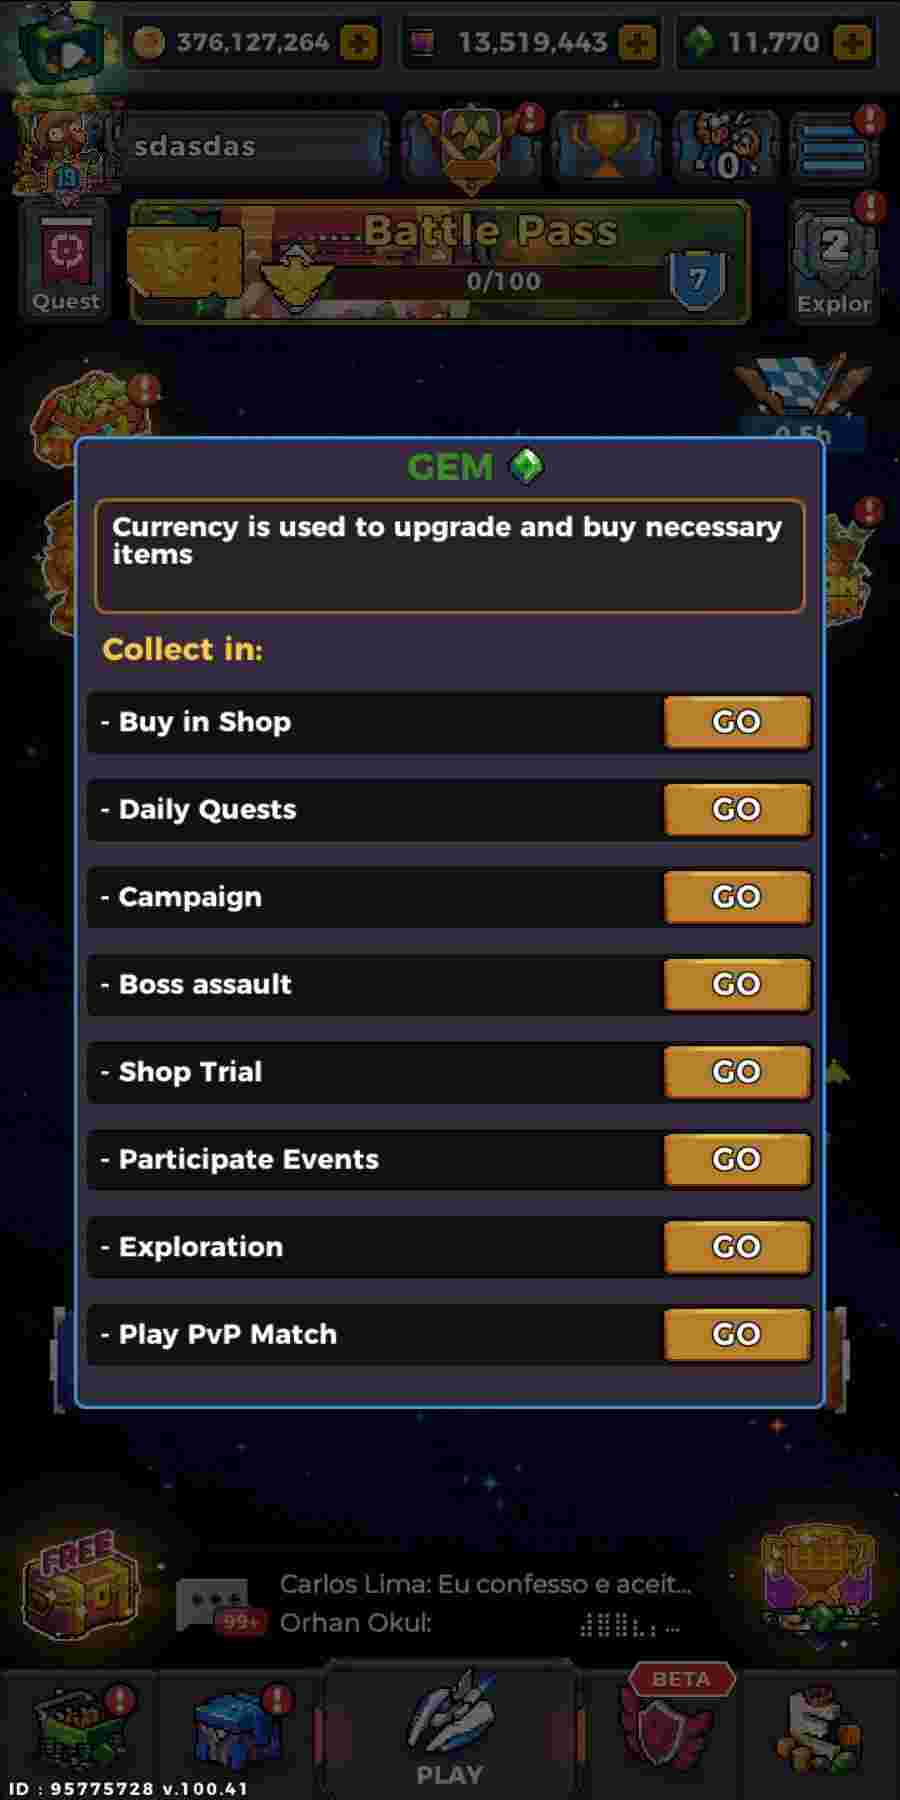 376,127,264
13,519,443
11,770
sdasdas
19
0
Quest
Battle Pass
0/100
7
2
Explor
GEM
Currency is used to upgrade and buy necessary
items
Collect in:
- Buy in Shop
GO
- Daily Quests
GO
- Campaign
GO
- Boss assault
GO
- Shop Trial
GO
- Participate Events
GO
- Exploration
GO
- Play PvP Match
GO
FREE
Carlos Lima: Eu confesso e aceit...
99+
Orhan Okul:
BETA
PLAY
ID : 95775728 v.100.41